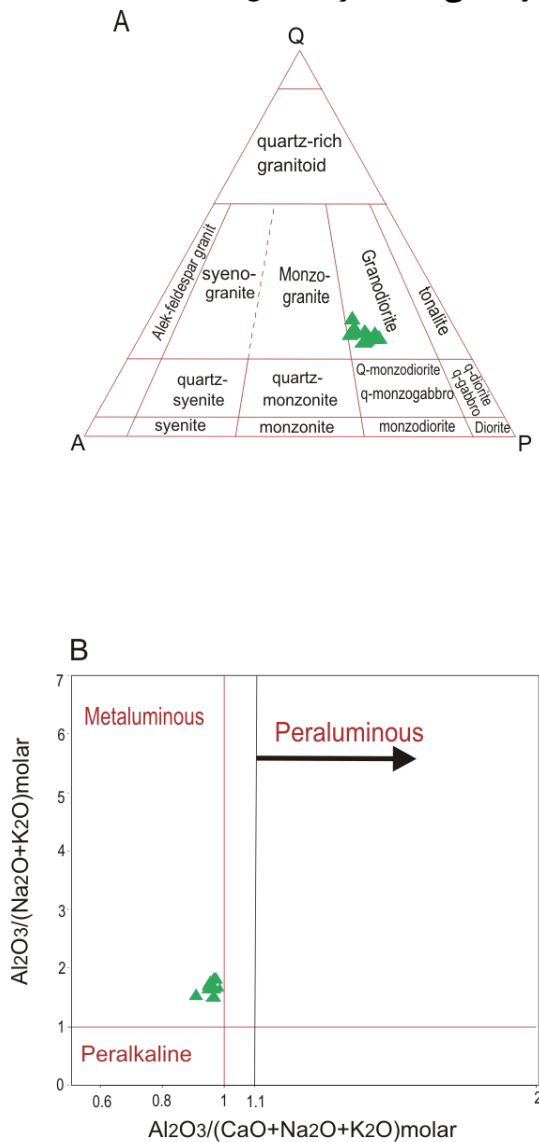 A
Q
quartz-rich
granitoid
Alek-feldespar granit
syeno-
granite
Monzo-
granite
Granodiorite
tonalite
quartz-
syenite
quartz-
monzonite
Q-monzodiorite
q-monzogabbro
q-diorite
q-gabbro
A
syenite
monzonite
monzodiorite
Diorite
P
B
7
Metaluminous
Peraluminous
6
5
4
3
2
1
Peralkaline
0
0.6
0.8
1
1.1
2
Al2O3/(Na2O+K2O)molar
Al2O3/(CaO+Na2O+K2O)molar